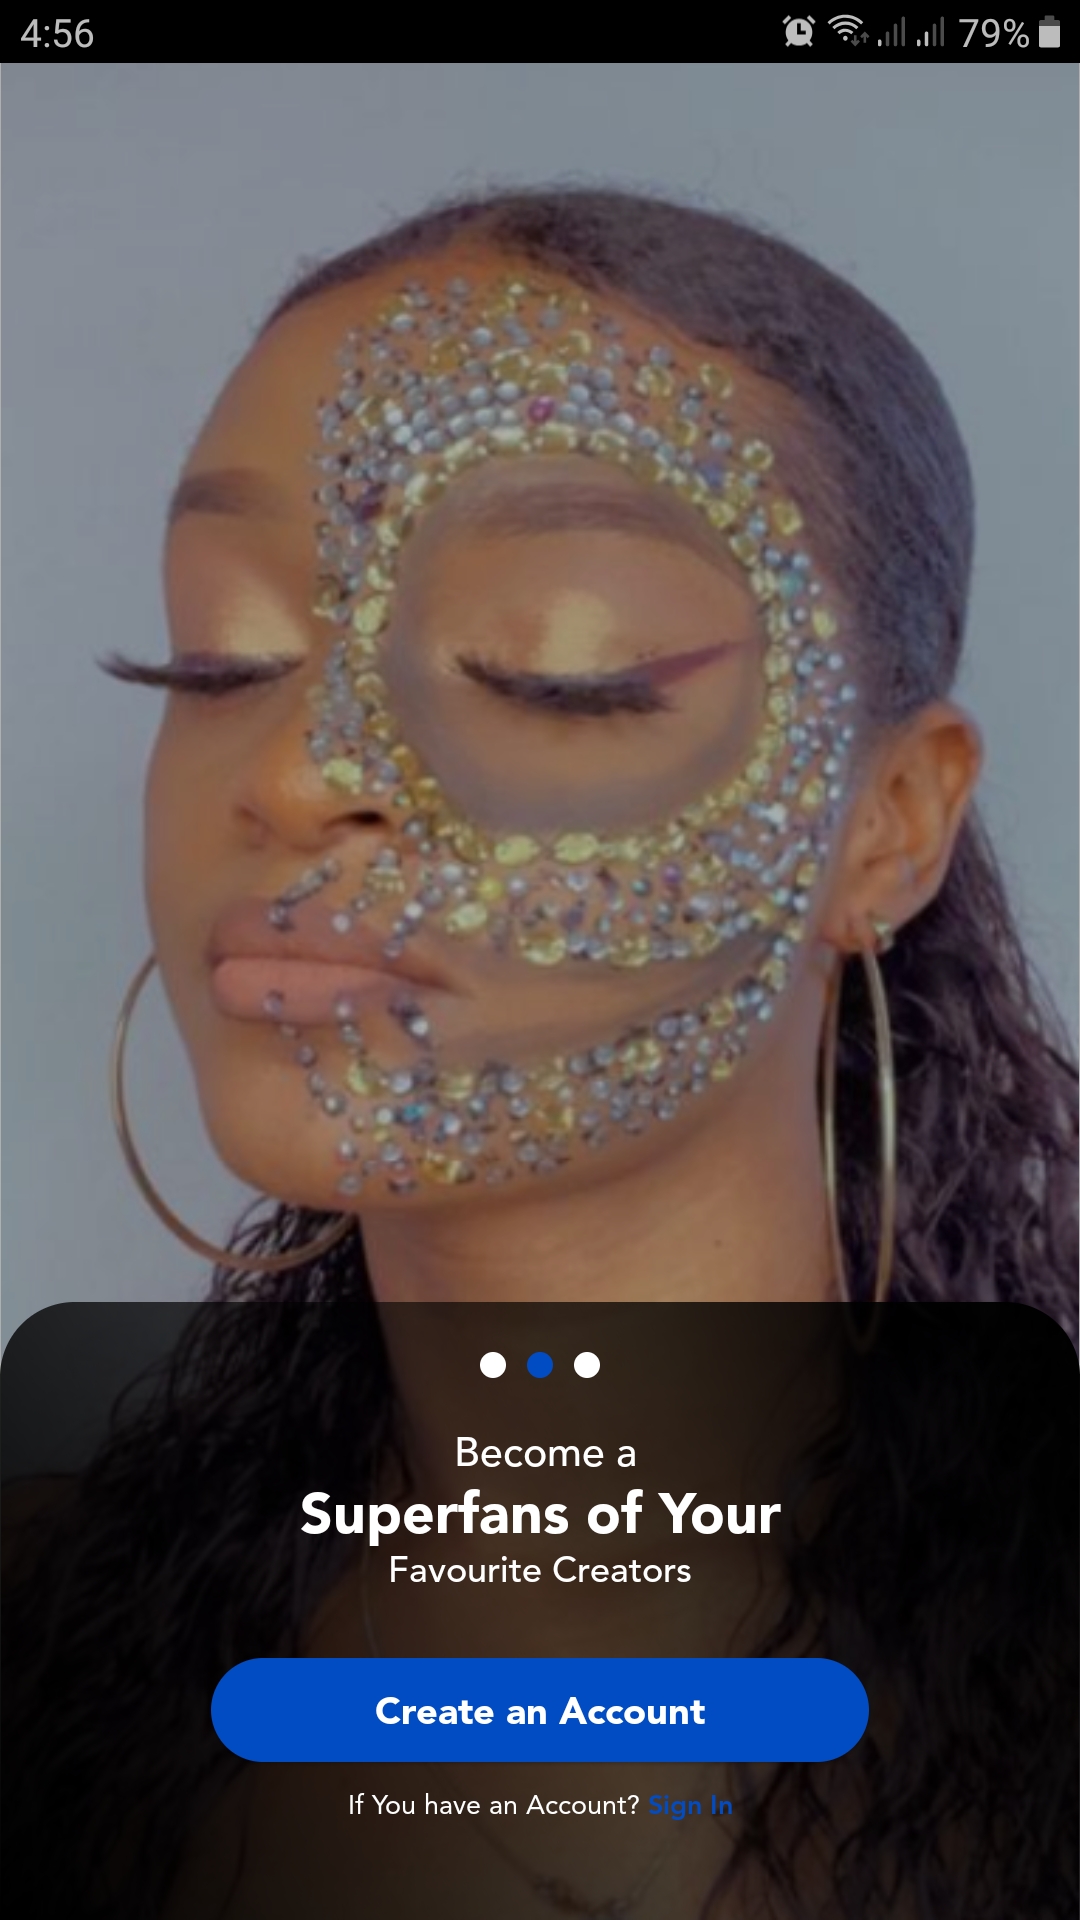 4:56
79%
Become a
Superfans of Your
Favourite Creators
Create an Account
If You have an Account? Sign In